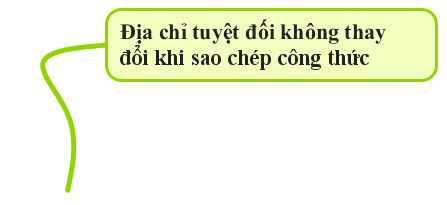 Địa chỉ tuyệt đối không thay
đổi khi sao chép công thức